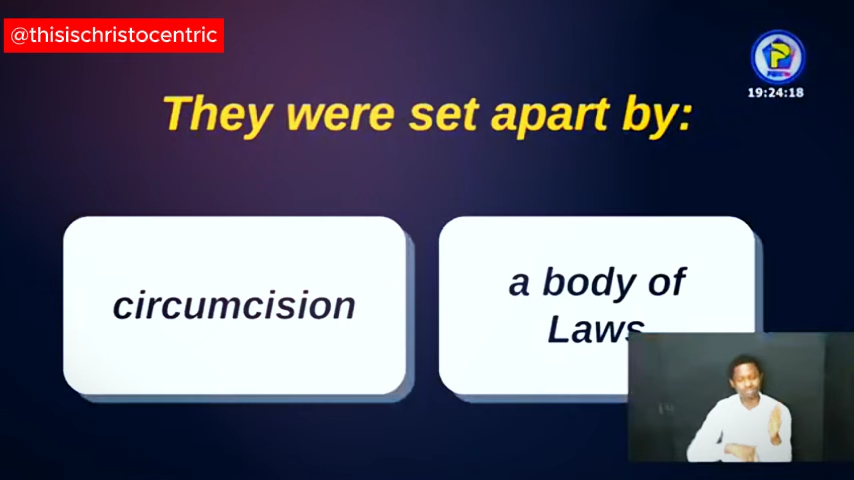 @thisischristocentric
19:24:18
They were set apart by:
circumcision
a body of
Laws